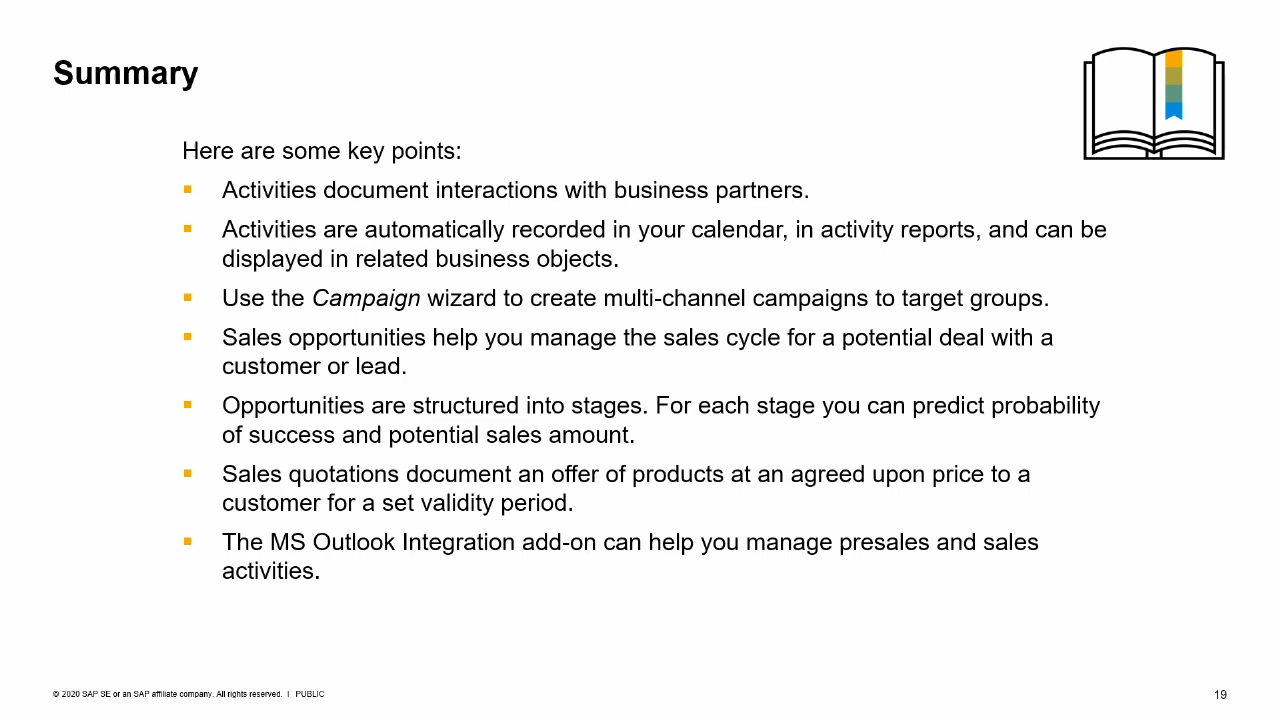 Summary
Here are some key points:
▪ Activities document interactions with business partners.
▪ Activities are automatically recorded in your calendar, in activity reports, and can be
displayed in related business objects.
▪ Use the Campaign wizard to create multi-channel campaigns to target groups.
▪ Sales opportunities help you manage the sales cycle for a potential deal with a
customer or lead.
▪ Opportunities are structured into stages. For each stage you can predict probability
of success and potential sales amount.
▪ Sales quotations document an offer of products at an agreed upon price to a
customer for a set validity period.
▪ The MS Outlook Integration add-on can help you manage presales and sales
activities.
© 2020 SAP SE or an SAP affiliate company. All rights reserved. I PUBLIC
19